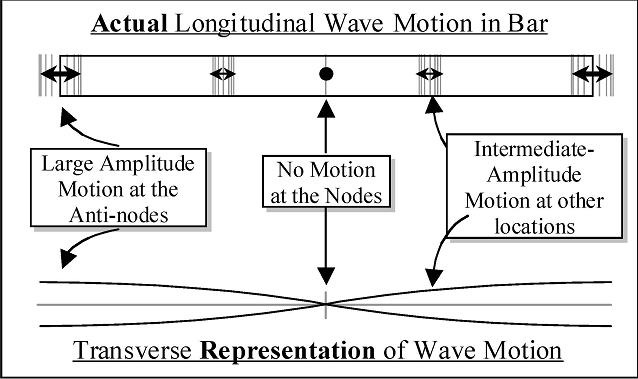 Actual Longitudinal Wave Motion in Bar
Large Amplitude
Motion at the
Anti-nodes
No Motion
at the Nodes
Intermediate-
Amplitude
Motion at other
locations
Transverse Representation of Wave Motion